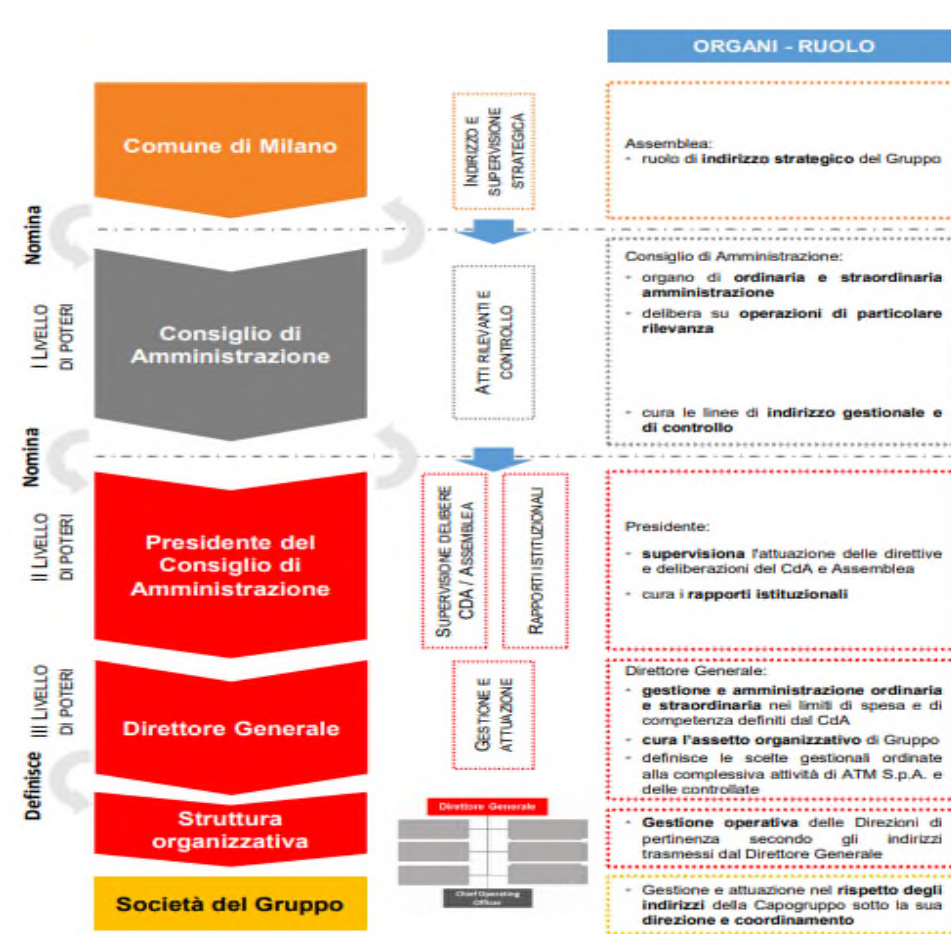 ORGANI - RUOLO
Comune di Milano
INDIRIZZO E
SUPERVISIONE
STRATEGICA
Assemblea:
- ruolo di indirizzo strategico del Gruppo
Nomina
I LIVELLO
DI POTERI
Consiglio di
Amministrazione
ATTI RILEVANTI E
CONTROLLO
Consiglio di Amministrazione:
- organo di ordinaria e straordinaria
amministrazione
- delibera su operazioni di particolare
rilevanza
- cura le linee di indirizzo gestionale e
di controllo
Nomina
II LIVELLO
DI POTERI
Presidente del
Consiglio di
Amministrazione
SUPERVISIONE DELIBERE
CDA / ASSEMBLEA
RAPPORTI ISTITUZIONALI
Presidente:
- supervisiona l'attuazione delle direttive
e deliberazioni del CdA e Assemblea
- cura i rapporti istituzionali
III LIVELLO
DI POTERI
Direttore Generale
GESTIONE E
ATTUAZIONE
Direttore Generale:
- gestione e amministrazione ordinaria
e straordinaria nei limiti di spesa e di
competenza definiti dal CdA
- cura l'assetto organizzativo di Gruppo
- definisce le scelte gestionali ordinate
alla complessiva attività di ATM S.p.A. e
delle controllate
Definisce
Struttura
organizzativa
Direttore Generale
Chief Operating
Officer
- Gestione operativa delle Direzioni di
pertinenza secondo gli indirizzi
trasmessi dal Direttore Generale
Società del Gruppo
- Gestione e attuazione nel rispetto degli
indirizzi della Capogruppo sotto la sua
direzione e coordinamento